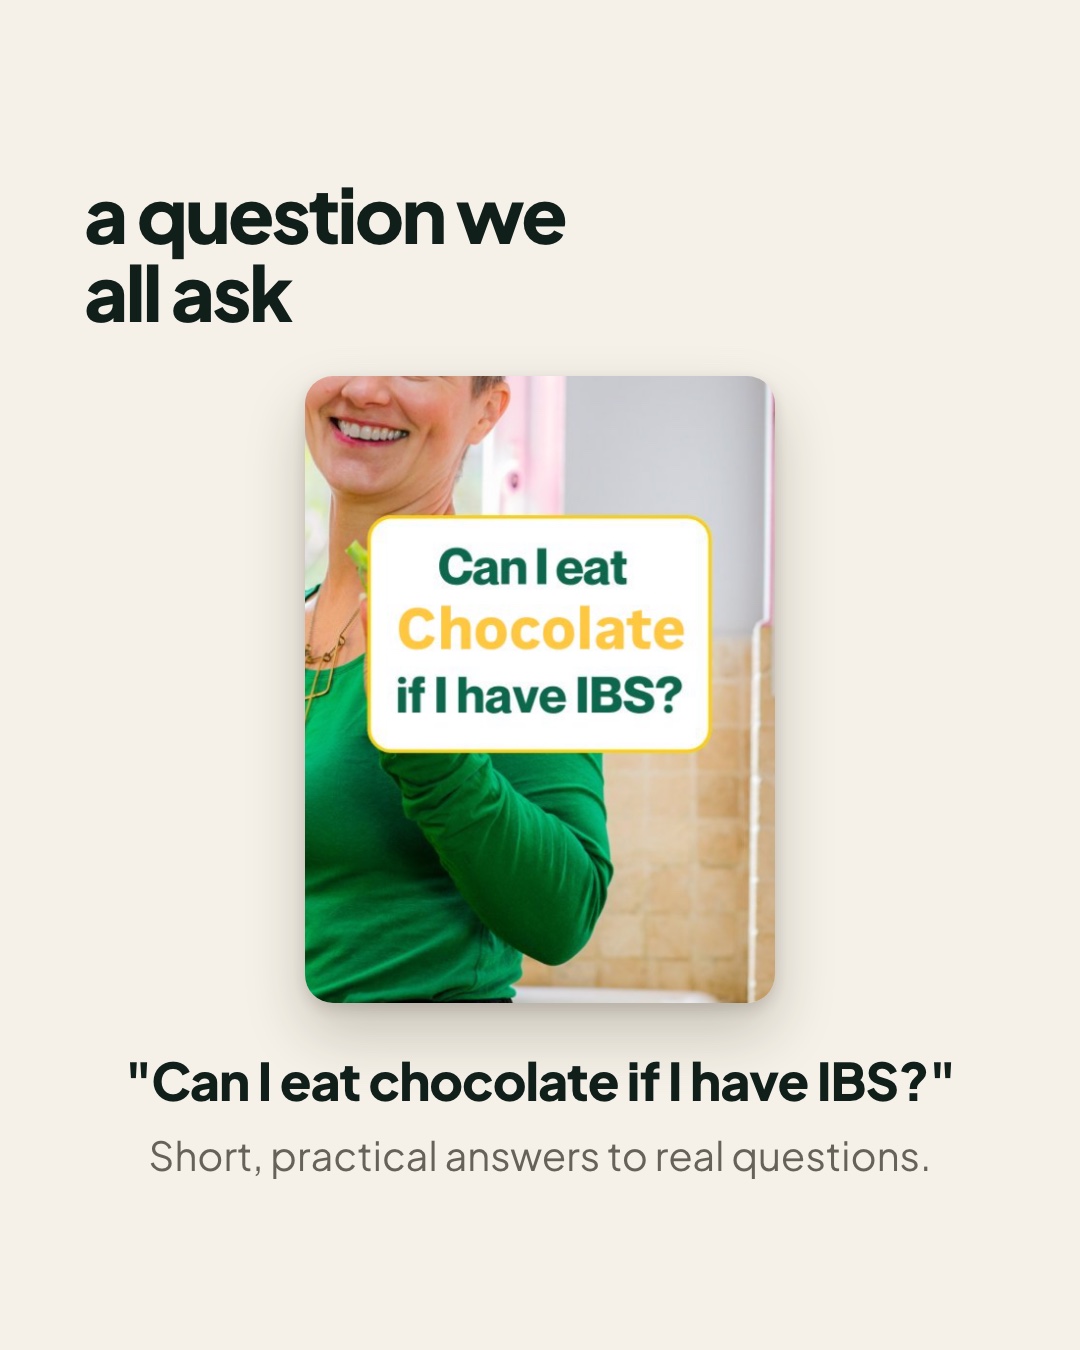 a question we
all ask
Can I eat
Chocolate
if I have IBS?
"Can I eat chocolate if I have IBS?"
Short, practical answers to real questions.